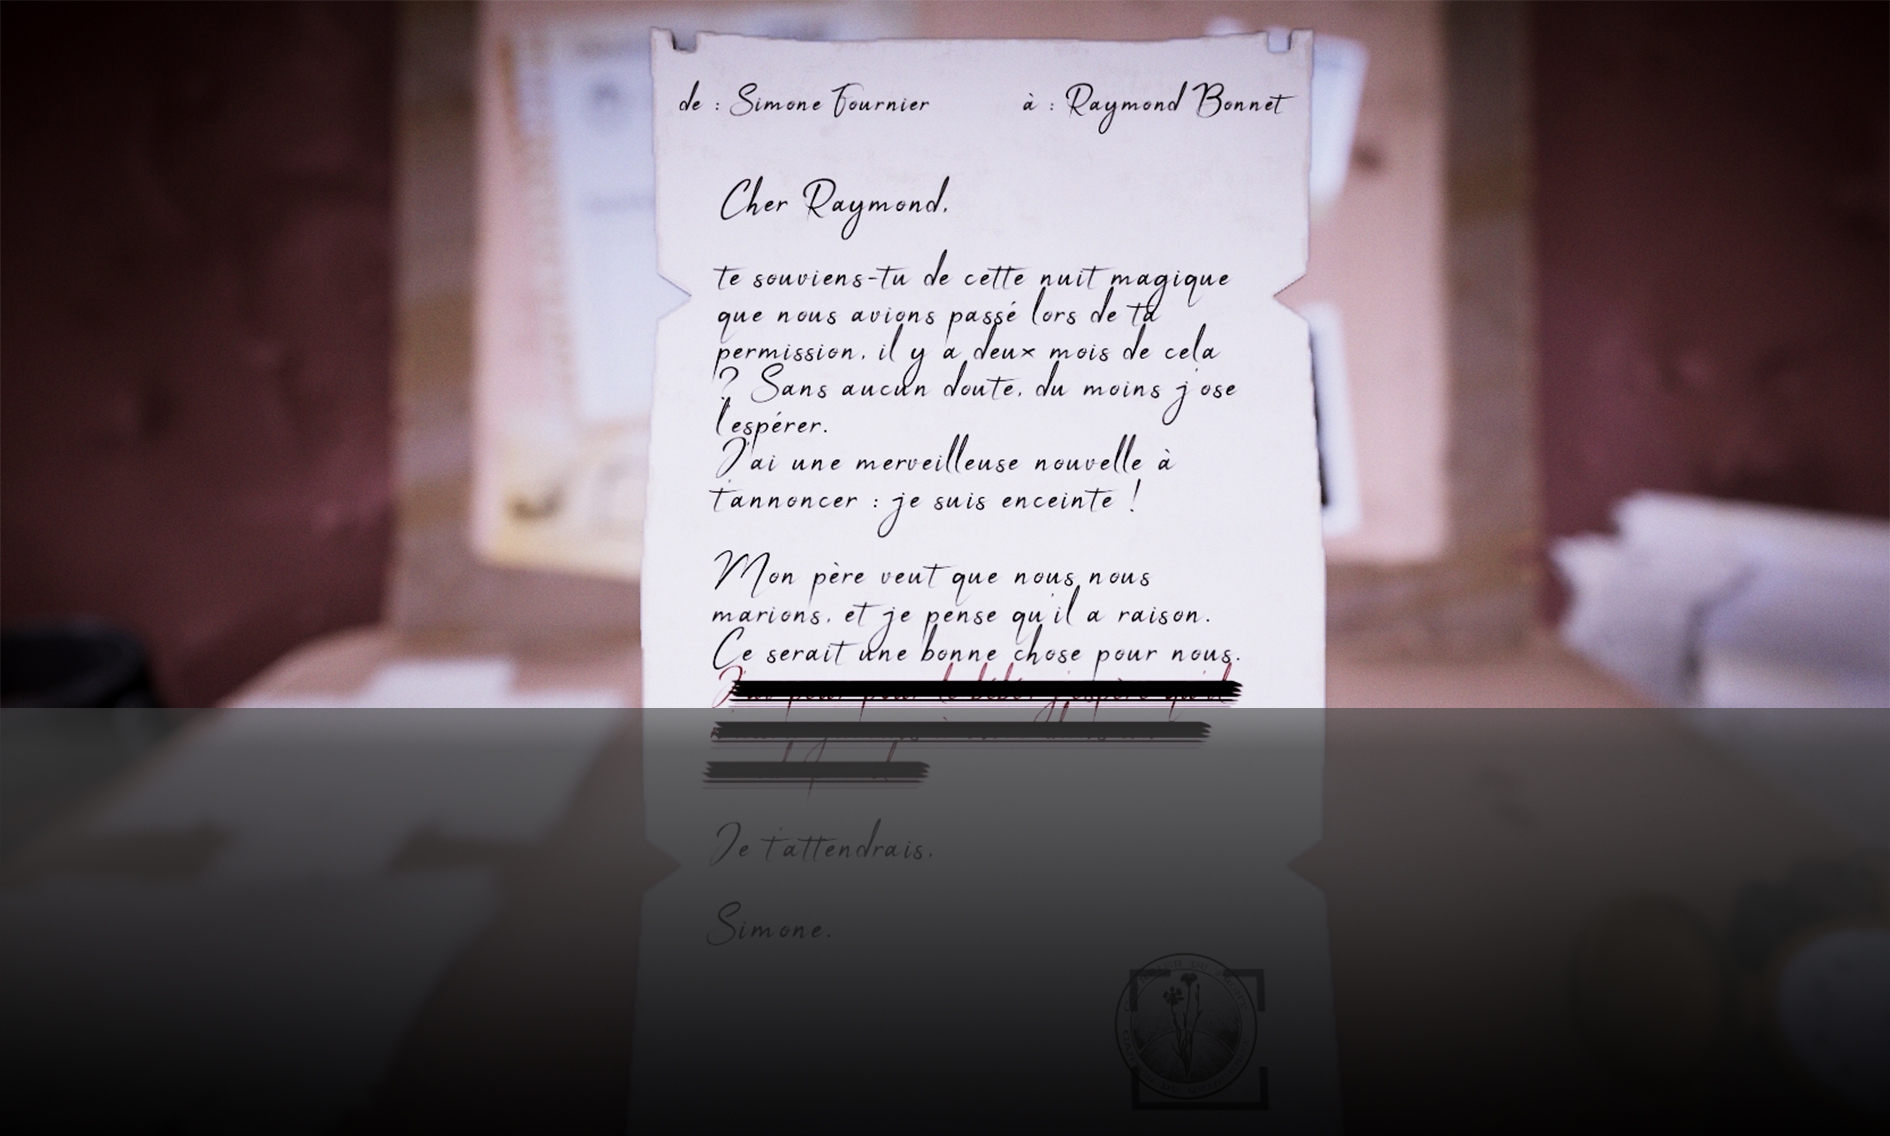 de : Simone Fournier à : Raymond Bonnet
Cher Raymond,
te souviens-tu de cette nuit magique
que nous avions passé lors de ta
permission, il y a deux mois de cela
? Sans aucun doute, du moins j'ose
l'espérer.
J'ai une merveilleuse nouvelle à
t'annoncer : je suis enceinte !
Mon père veut que nous nous
marions, et je pense qu'il a raison.
Ce serait une bonne chose pour nous.
Je t'attendrais,
Simone.